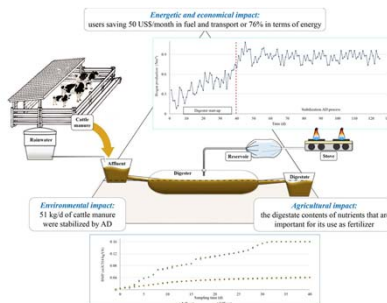 Energetic and economical impact:
users saving 50 US$/month in fuel and transport or 76% in terms of energy
Digester start-up
Stabilization AD process
Time (d)
Cattle
manure
Rainwater
Affluent
Digester
Reservoir
Stove
Digestate
Environmental impact:
51 kg/d of cattle manure
were stabilized by AD
Agricultural impact:
the digestate contents of nutrients that are
important for its use as fertilizer
Sampling time (d)